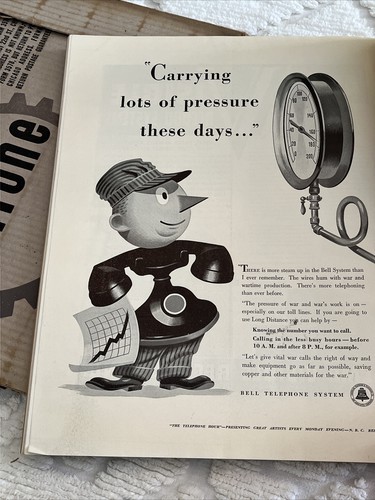 "Carrying
lots of pressure
these days..."
THERE is more steam up in the Bell System than
I ever remember. The wires hum with war and
wartime production. There's more telephoning
than ever before.
"The pressure of war and war's work is on—
especially on our toll lines. If you are going to
use Long Distance you can help by—
Knowing the number you want to call.
Calling in the less busy hours—before
10 A. M. and after 8 P. M., for example.
"Let's give vital war calls the right of way and
make equipment go as far as possible, saving
copper and other materials for the war."
BELL TELEPHONE SYSTEM
"THE TELEPHONE HOUR"—PRESENTING GREAT ARTISTS EVERY MONDAY EVENING—N. B. C.